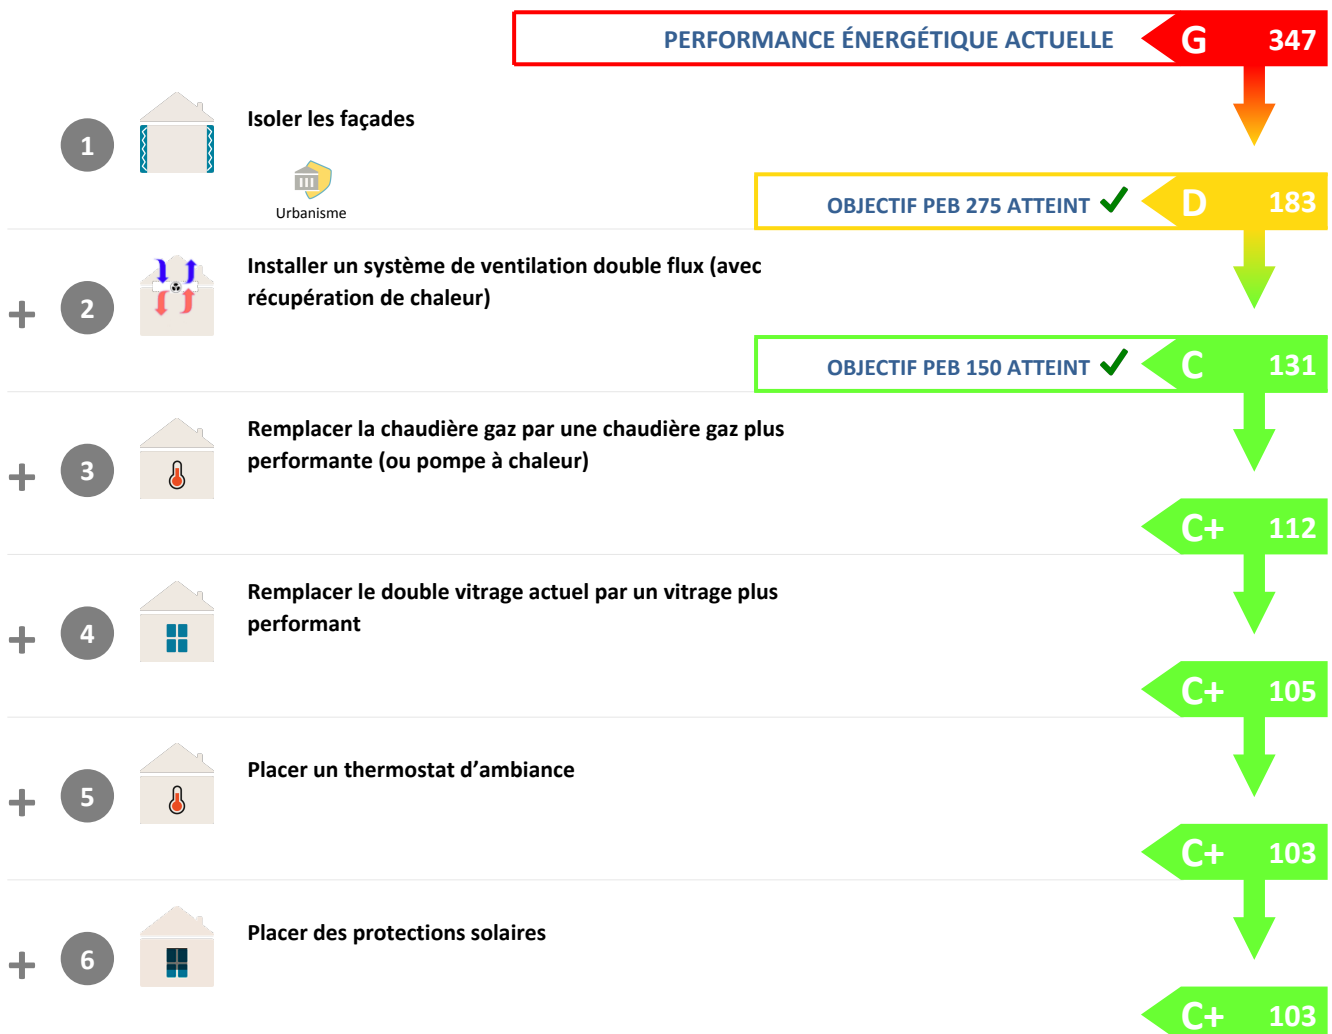 PERFORMANCE ÉNERGÉTIQUE ACTUELLE G 347
1 Isoler les façades
Urbanisme
OBJECTIF PEB 275 ATTEINT D 183
+ 2 Installer un système de ventilation double flux (avec
récupération de chaleur)
OBJECTIF PEB 150 ATTEINT C 131
+ 3 Remplacer la chaudière gaz par une chaudière gaz plus
performante (ou pompe à chaleur)
C+ 112
+ 4 Remplacer le double vitrage actuel par un vitrage plus
performant
C+ 105
+ 5 Placer un thermostat d’ambiance
C+ 103
+ 6 Placer des protections solaires
C+ 103